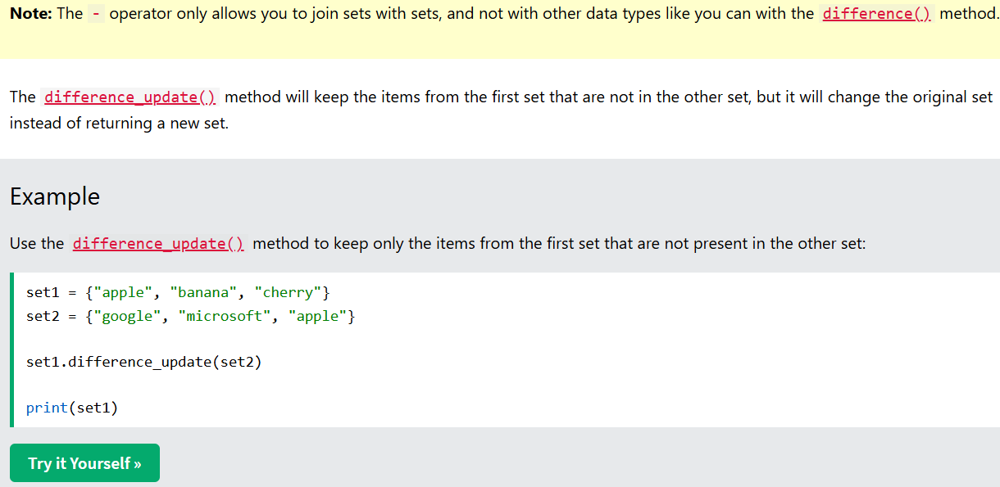 Note: The - operator only allows you to join sets with sets, and not with other data types like you can with the difference() method.
The difference_update() method will keep the items from the first set that are not in the other set, but it will change the original set
instead of returning a new set.
Example
Use the difference_update() method to keep only the items from the first set that are not present in the other set:
set1 = {"apple", "banana", "cherry"}
set2 = {"google", "microsoft", "apple"}
set1.difference_update(set2)
print(set1)
Try it Yourself »